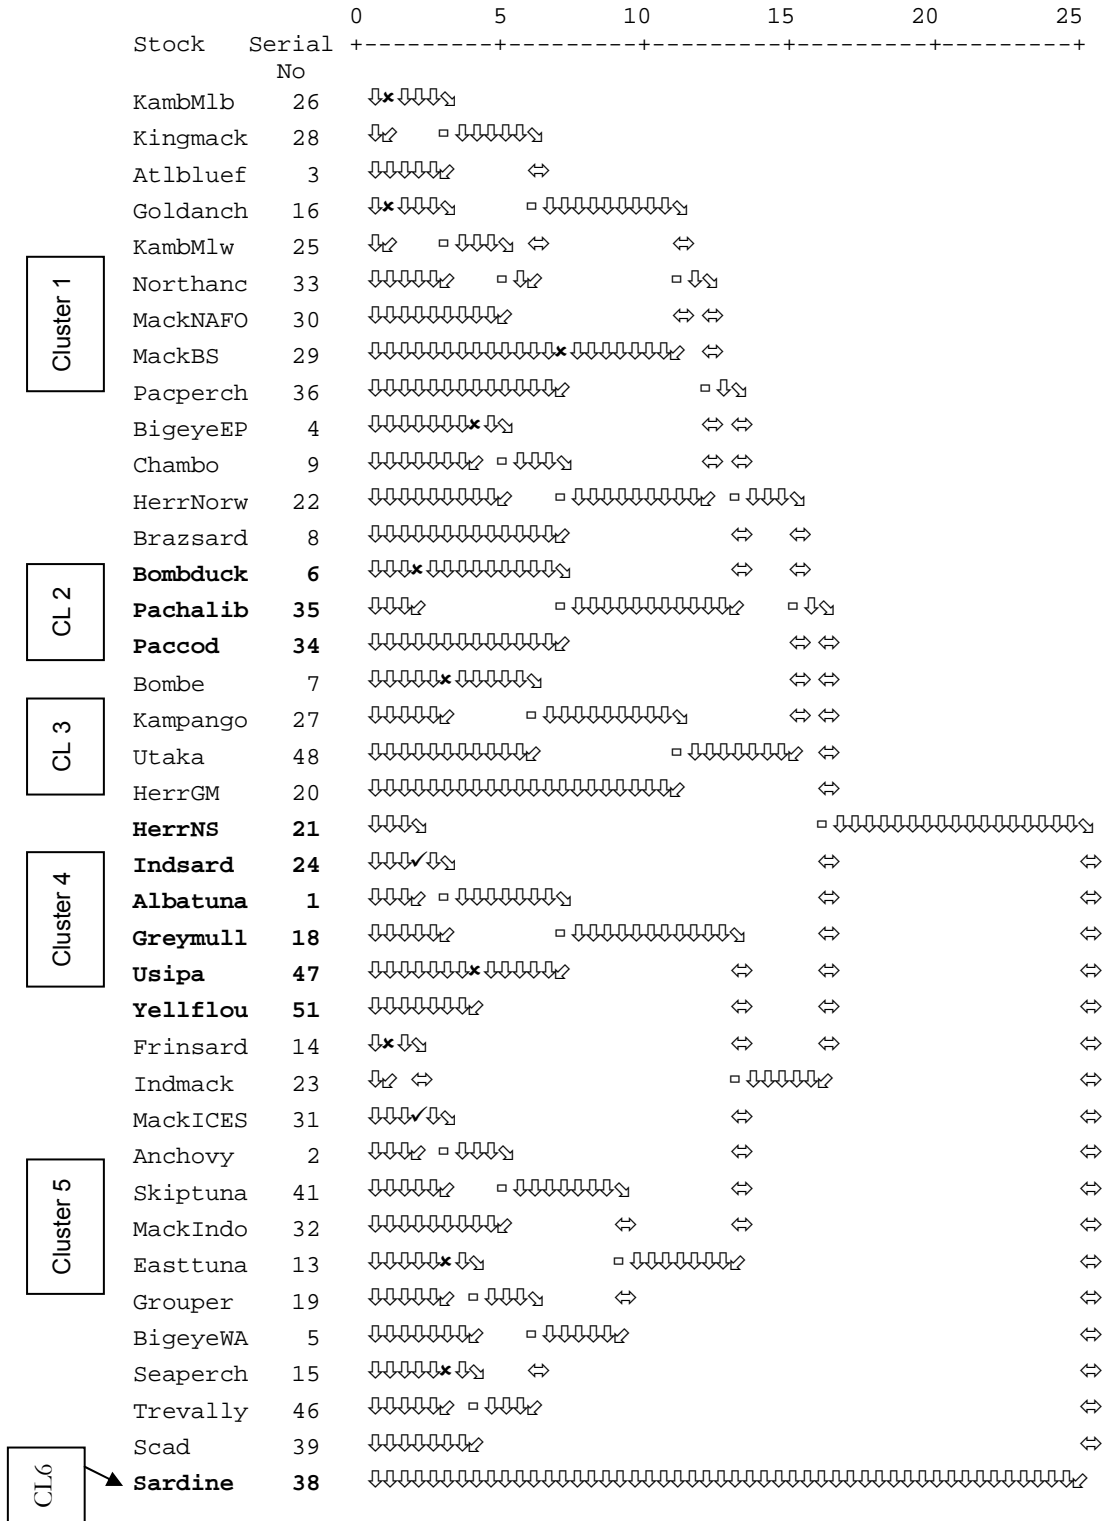 0 5 10 15 20 25
Stock Serial +---------+---------+---------+---------+---------+
No
KambMlb 26
Kingmack 28
Atlbluef 3
Goldanch 16
KambMlw 25
Northanc 33
Cluster 1
MackNAFO 30
MackBS 29
Pacperch 36
BigeyeEP 4
Chambo 9
HerrNorw 22
Brazsard 8
Bombduck 6
CL 2
Pachalib 35
Paccod 34
Bombe 7
Kampango 27
CL 3
Utaka 48
HerrGM 20
HerrNS 21
Indsard 24
Albatuna 1
Cluster 4
Greymull 18
Usipa 47
Yellflou 51
Frinsard 14
Indmack 23
MackICES 31
Anchovy 2
Skiptuna 41
Cluster 5
MackIndo 32
Easttuna 13
Grouper 19
BigeyeWA 5
Seaperch 15
Trevally 46
Scad 39
CL6
Sardine 38